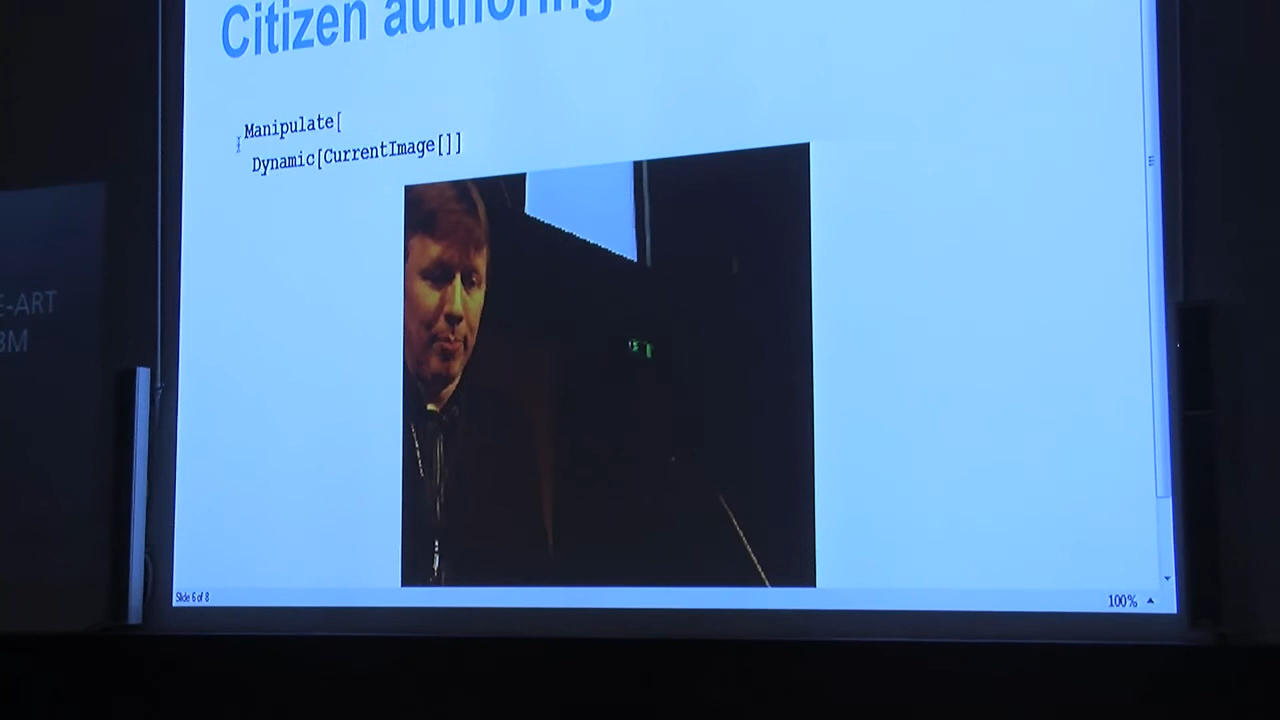 Citizen authoring
Manipulate[
Dynamic[CurrentImage[]]
E-ART
BM
Slide 6 of 8
100%